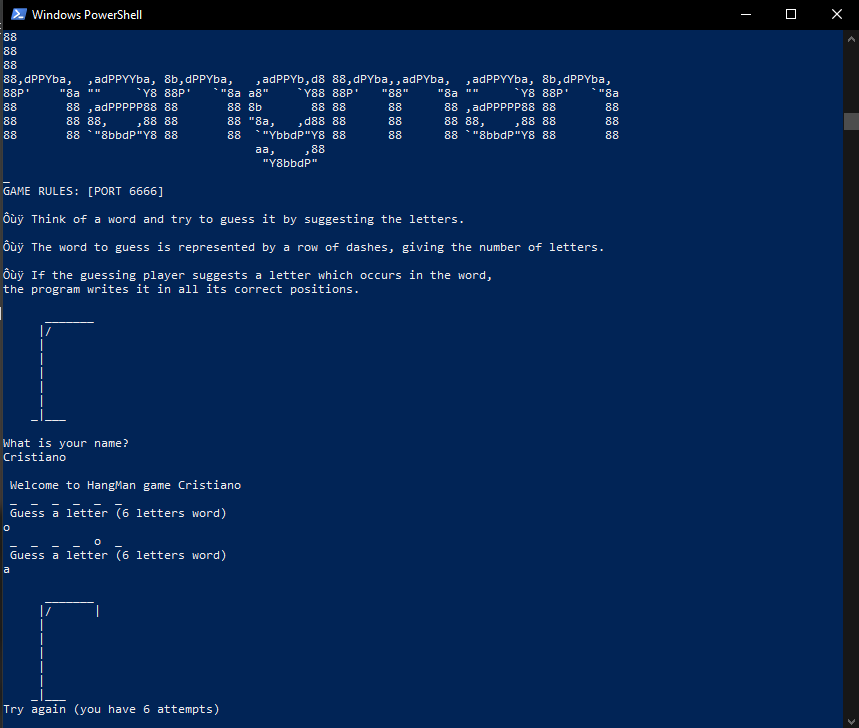 Windows PowerShell
88
88
88
88,dPPYba,  ,adPPYYba, 8b,dPPYba,   ,adPPYb,d8 88,dPYba,,adPYba,  ,adPPYYba, 8b,dPPYba,
88P'    "8a ""     `Y8 88P'   `"8a a8"    `Y88 88P'   "88"    "8a ""     `Y8 88P'   `"8a
88       88 ,adPPPPP88 88       88 8b       88 88      88      88 ,adPPPPP88 88       88
88       88 88,    ,88 88       88 "8a,   ,d88 88      88      88 88,    ,88 88       88
88       88 `"8bbdP"Y8 88       88  `"YbbdP"Y8 88      88      88 `"8bbdP"Y8 88       88
                                    aa,    ,88
                                     "Y8bbdP"
_
GAME RULES: [PORT 6666]
Ôùÿ Think of a word and try to guess it by suggesting the letters.
Ôùÿ The word to guess is represented by a row of dashes, giving the number of letters.
Ôùÿ If the guessing player suggests a letter which occurs in the word,
the program writes it in all its correct positions.
      _______
     |/
     |
     |
     |
     |
     |
    _|___
What is your name?
Cristiano
 Welcome to HangMan game Cristiano
 _  _  _  _  _  _
 Guess a letter (6 letters word)
o
 _  _  _  _  o  _
 Guess a letter (6 letters word)
a
      _______
     |/      |
     |
     |
     |
     |
     |
    _|___
Try again (you have 6 attempts)